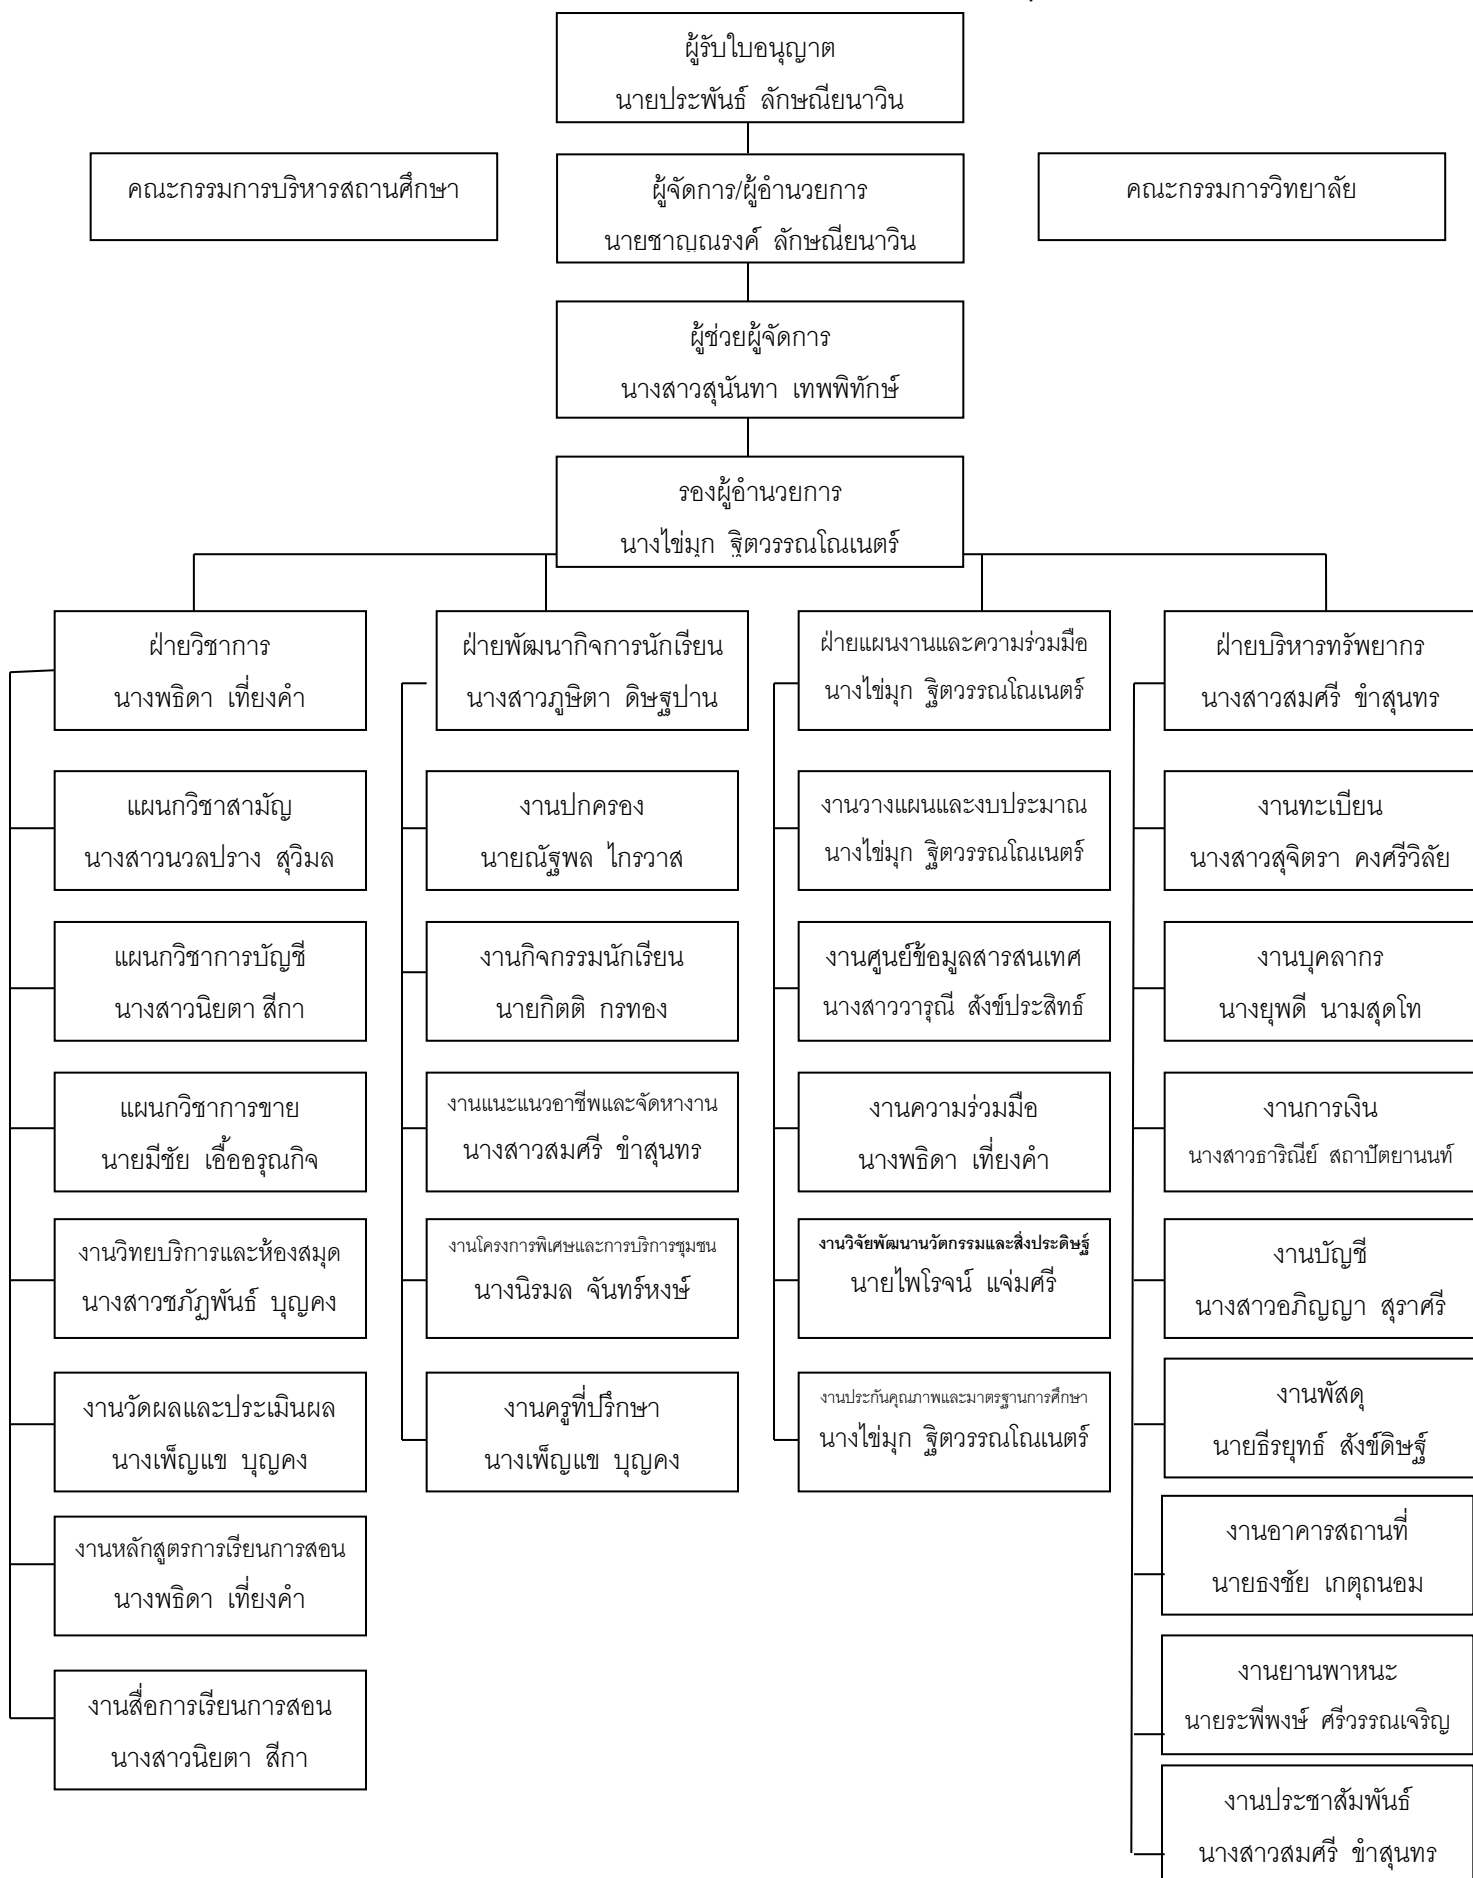 ผู้รับใบอนุญาต
นายประพันธ์ ลักษณียนาวิน
คณะกรรมการบริหารสถานศึกษา
ผู้จัดการ/ผู้อำนวยการ
นายชาญณรงค์ ลักษณียนาวิน
คณะกรรมการวิทยาลัย
ผู้ช่วยผู้จัดการ
นางสาวสุนันทา เทพพิทักษ์
รองผู้อำนวยการ
นางไข่มุก ฐิตวรรณโณเนตร์
ฝ่ายวิชาการ
นางพธิดา เที่ยงคำ
แผนกวิชาสามัญ
นางสาวนวลปราง สุวิมล
แผนกวิชาการบัญชี
นางสาวนิยตา สีกา
แผนกวิชาการขาย
นายมีชัย เอื้ออรุณกิจ
งานวิทยบริการและห้องสมุด
นางสาวชภัฏพันธ์ บุญคง
งานวัดผลและประเมินผล
นางเพ็ญแข บุญคง
งานหลักสูตรการเรียนการสอน
นางพธิดา เที่ยงคำ
งานสื่อการเรียนการสอน
นางสาวนิยตา สีกา
ฝ่ายพัฒนากิจการนักเรียน
นางสาวภูษิตา ดิษฐปาน
งานปกครอง
นายณัฐพล ไกรวาส
งานกิจกรรมนักเรียน
นายกิตติ กรทอง
งานแนะแนวอาชีพและจัดหางาน
นางสาวสมศรี ขำสุนทร
งานโครงการพิเศษและการบริการชุมชน
นางนิรมล จันทร์หงษ์
งานครูที่ปรึกษา
นางเพ็ญแข บุญคง
ฝ่ายแผนงานและความร่วมมือ
นางไข่มุก ฐิตวรรณโณเนตร์
งานวางแผนและงบประมาณ
นางไข่มุก ฐิตวรรณโณเนตร์
งานศูนย์ข้อมูลสารสนเทศ
นางสาววารุณี สังข์ประสิทธ์
งานความร่วมมือ
นางพธิดา เที่ยงคำ
งานวิจัยพัฒนานวัตกรรมและสิ่งประดิษฐ์
นายไพโรจน์ แจ่มศรี
งานประกันคุณภาพและมาตรฐานการศึกษา
นางไข่มุก ฐิตวรรณโณเนตร์
ฝ่ายบริหารทรัพยากร
นางสาวสมศรี ขำสุนทร
งานทะเบียน
นางสาวสุจิตรา คงศรีวิลัย
งานบุคลากร
นางยุพดี นามสุดโท
งานการเงิน
นางสาวธาริณีย์ สถาปัตยานนท์
งานบัญชี
นางสาวอภิญญา สุราศรี
งานพัสดุ
นายธีรยุทธ์ สังข์ดิษฐ์
งานอาคารสถานที่
นายธงชัย เกตุถนอม
งานยานพาหนะ
นายระพีพงษ์ ศรีวรรณเจริญ
งานประชาสัมพันธ์
นางสาวสมศรี ขำสุนทร